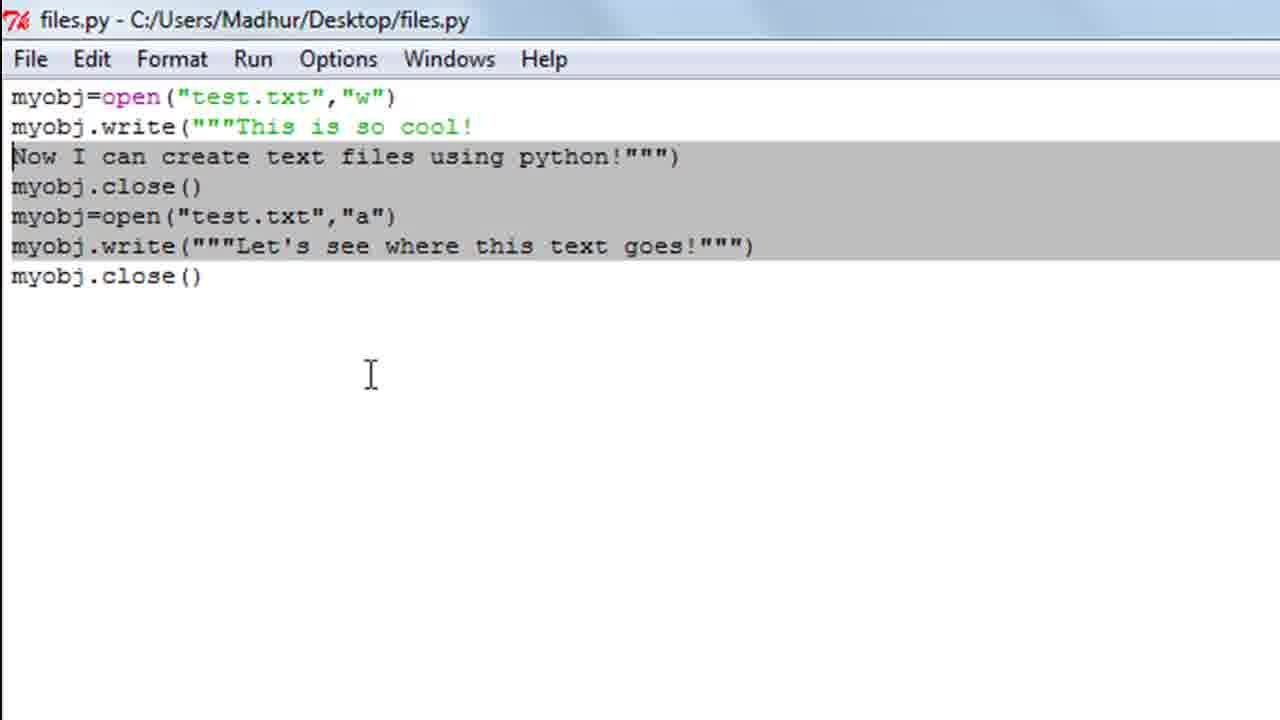 files.py - C:/Users/Madhur/Desktop/files.py
File Edit Format Run Options Windows Help
myobj=open("test.txt","w")
myobj.write("""This is so cool!
Now I can create text files using python!""")
myobj.close()
myobj=open("test.txt","a")
myobj.write("""Let's see where this text goes!""")
myobj.close()